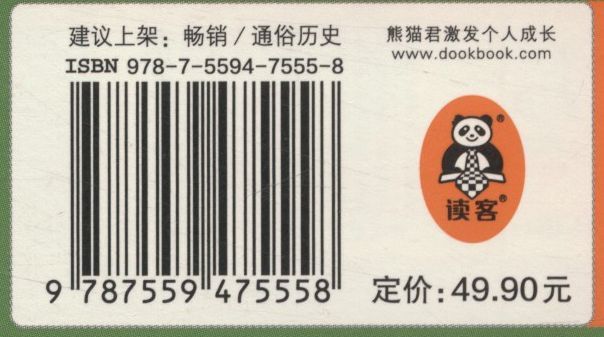 建议上架：畅销／通俗历史
ISBN 978-7-5594-7555-8
9 787559 475558
熊猫君激发个人成长
www.dookbook.com
®
读客®
定价：49.90元